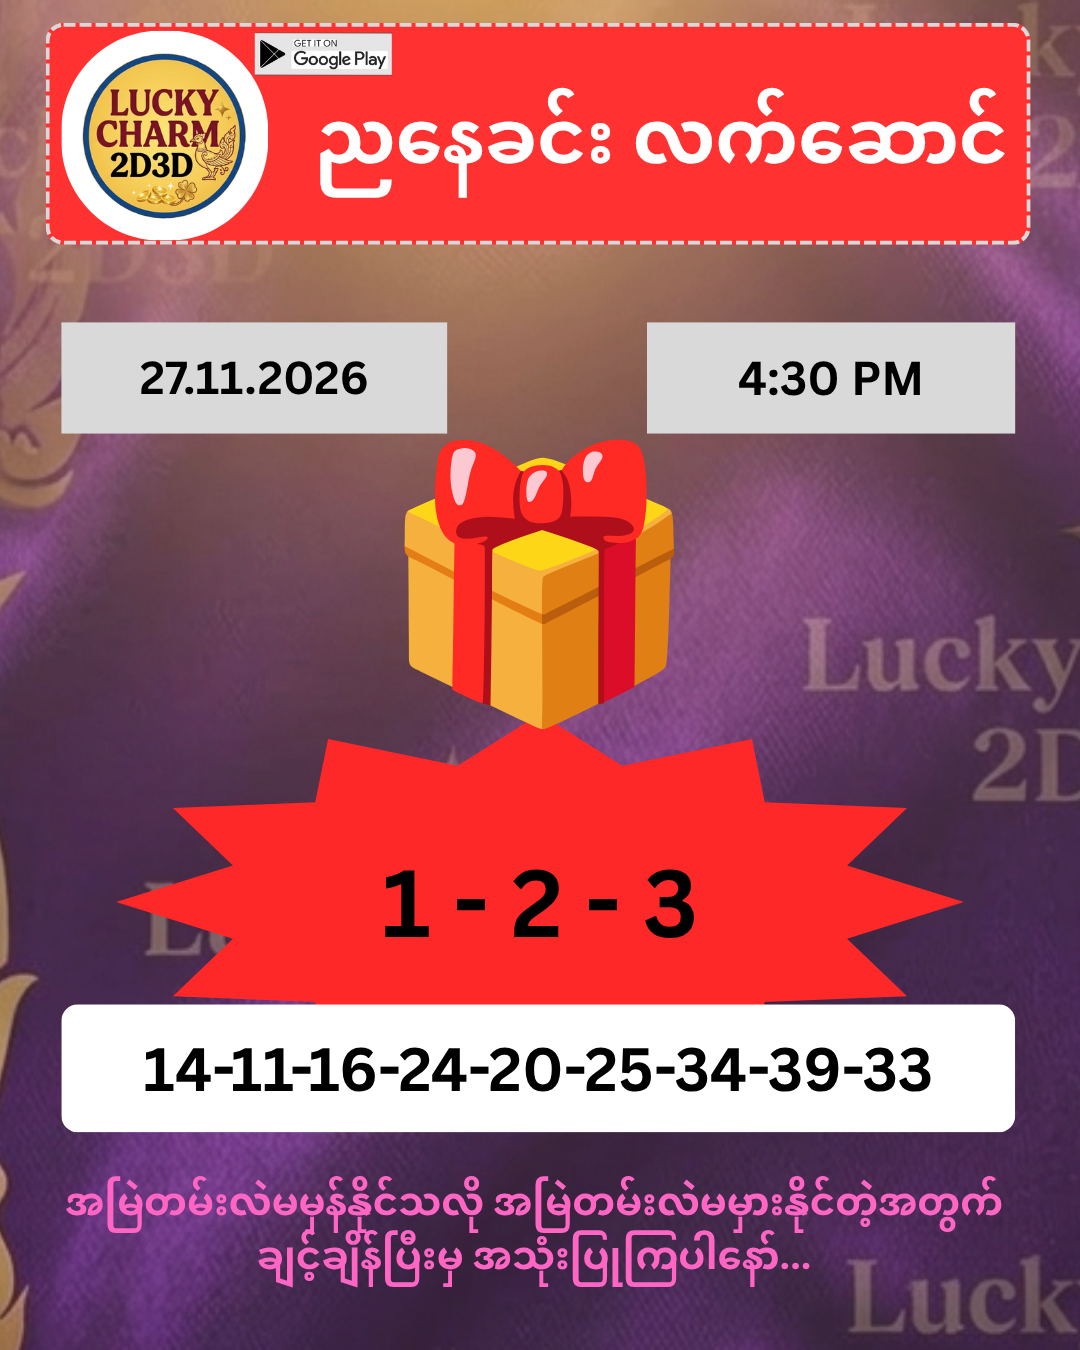 GET IT ON
Google Play
LUCKY
CHARM
2D3D
ညနေခင်း လက်ဆောင်
27.11.2026
4:30 PM
Lucky
2D
1 - 2 - 3
14-11-16-24-20-25-34-39-33
အမြဲတမ်းလဲမမှန်နိုင်သလို အမြဲတမ်းလဲမမှားနိုင်တဲ့အတွက်
ချင့်ချိန်ပြီးမှ အသုံးပြုကြပါနော်...
Luck